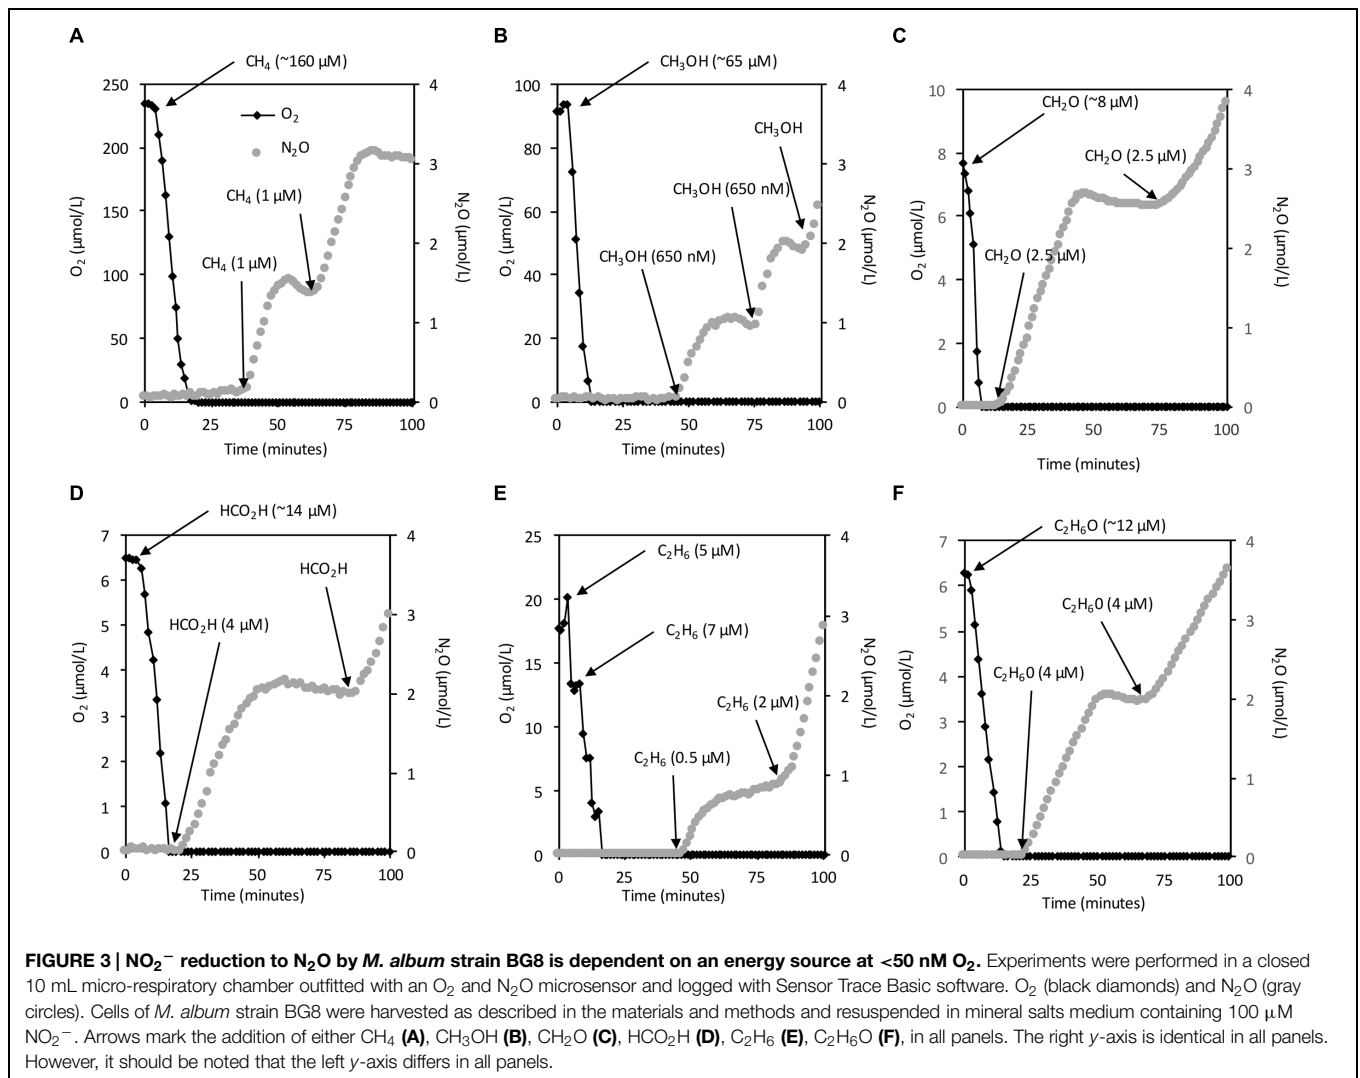 A
CH₄ (~160 µM)
250
200
150
100
50
0
O₂ (µmol/L)
O₂
N₂O
CH₄ (1 µM)
CH₄ (1 µM)
4
3
2
1
0
N₂O (µmol/L)
0 25 50 75 100
Time (minutes)
B
CH₃OH (~65 µM)
100
80
60
40
20
0
O₂ (µmol/L)
CH₃OH
CH₃OH (650 nM)
CH₃OH (650 nM)
4
3
2
1
0
N₂O (µmol/L)
0 25 50 75 100
Time (minutes)
C
10
8
6
4
2
0
O₂ (µmol/L)
CH₂O (~8 µM)
CH₂O (2.5 µM)
CH₂O (2.5 µM)
4
3
2
1
0
N₂O (µmol/L)
0 25 50 75 100
Time (minutes)
D
HCO₂H (~14 µM)
7
6
5
4
3
2
1
0
O₂ (µmol/L)
HCO₂H
HCO₂H (4 µM)
4
3
2
1
0
N₂O (µmol/L)
0 25 50 75 100
Time (minutes)
E
25
20
15
10
5
0
O₂ (µmol/L)
C₂H₆ (5 µM)
C₂H₆ (7 µM)
C₂H₆ (2 µM)
C₂H₆ (0.5 µM)
4
3
2
1
0
N₂O (µmol/L)
0 25 50 75 100
Time (minutes)
F
C₂H₆O (~12 µM)
7
6
5
4
3
2
1
0
O₂ (µmol/L)
C₂H₆0 (4 µM)
C₂H₆0 (4 µM)
4
3
2
1
0
N₂O (µmol/L)
0 25 50 75 100
Time (minutes)
FIGURE 3 | NO₂⁻ reduction to N₂O by M. album strain BG8 is dependent on an energy source at <50 nM O₂. Experiments were performed in a closed
10 mL micro-respiratory chamber outfitted with an O₂ and N₂O microsensor and logged with Sensor Trace Basic software. O₂ (black diamonds) and N₂O (gray
circles). Cells of M. album strain BG8 were harvested as described in the materials and methods and resuspended in mineral salts medium containing 100 µM
NO₂⁻. Arrows mark the addition of either CH₄ (A), CH₃OH (B), CH₂O (C), HCO₂H (D), C₂H₆ (E), C₂H₆O (F), in all panels. The right y-axis is identical in all panels.
However, it should be noted that the left y-axis differs in all panels.